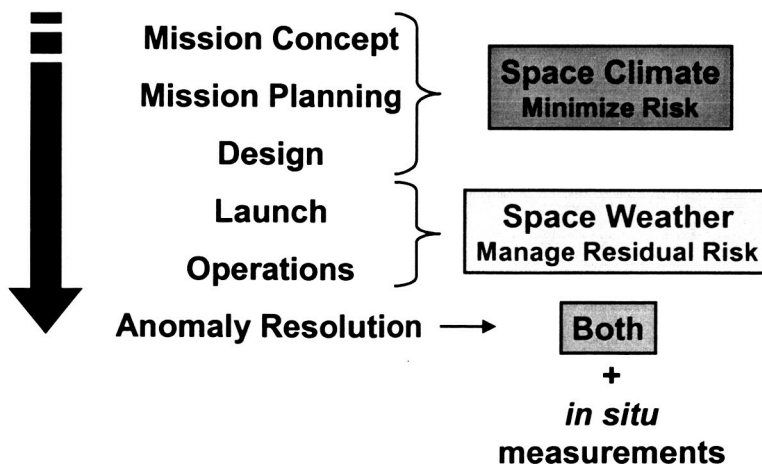 Mission Concept
Mission Planning
Design
Launch
Operations
Anomaly Resolution
Space Climate
Minimize Risk
Space Weather
Manage Residual Risk
Both
+
in situ
measurements